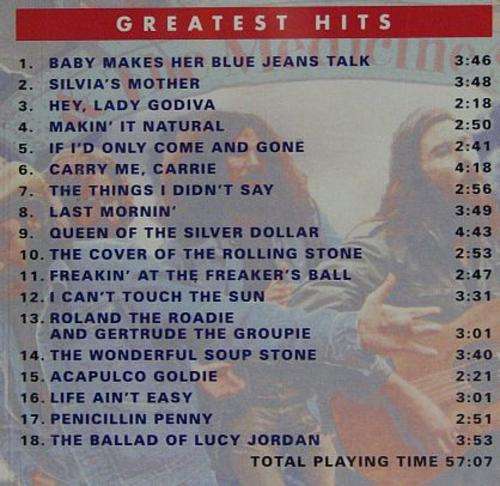 GREATEST HITS
1. BABY MAKES HER BLUE JEANS TALK 3:46
2. SILVIA'S MOTHER 3:48
3. HEY, LADY GODIVA 2:18
4. MAKIN' IT NATURAL 2:50
5. IF I'D ONLY COME AND GONE 2:41
6. CARRY ME, CARRIE 4:18
7. THE THINGS I DIDN'T SAY 2:56
8. LAST MORNIN' 3:49
9. QUEEN OF THE SILVER DOLLAR 4:43
10. THE COVER OF THE ROLLING STONE 2:53
11. FREAKIN' AT THE FREAKER'S BALL 2:47
12. I CAN'T TOUCH THE SUN 3:31
13. ROLAND THE ROADIE
AND GERTRUDE THE GROUPIE 3:01
14. THE WONDERFUL SOUP STONE 3:40
15. ACAPULCO GOLDIE 2:21
16. LIFE AIN'T EASY 3:01
17. PENICILLIN PENNY 2:51
18. THE BALLAD OF LUCY JORDAN 3:53
TOTAL PLAYING TIME 57:07